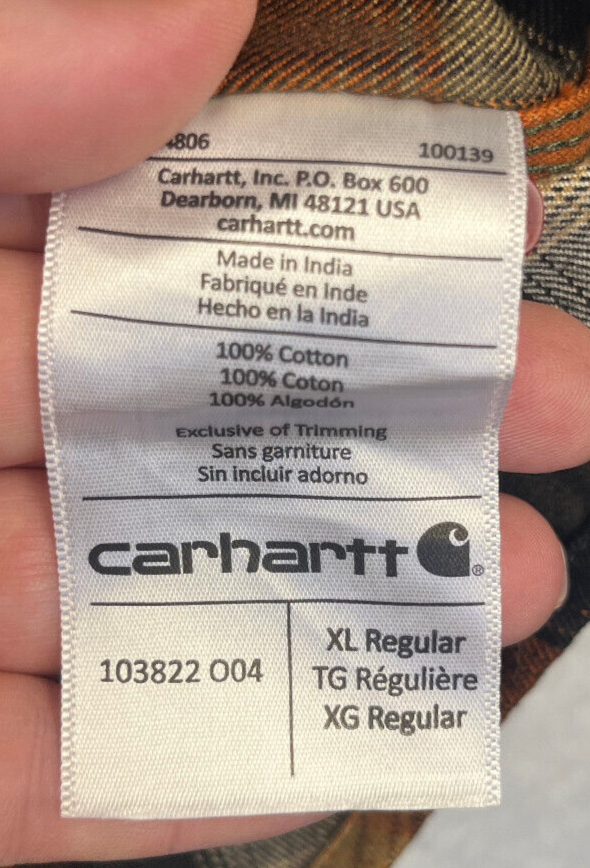 806 100139
Carhartt, Inc. P.O. Box 600
Dearborn, MI 48121 USA
carhartt.com
Made in India
Fabriqué en Inde
Hecho en la India
100% Cotton
100% Coton
100% Algodón
Exclusive of Trimming
Sans garniture
Sin incluir adorno
carhartt ®
103822 O04
XL Regular
TG Régulière
XG Regular